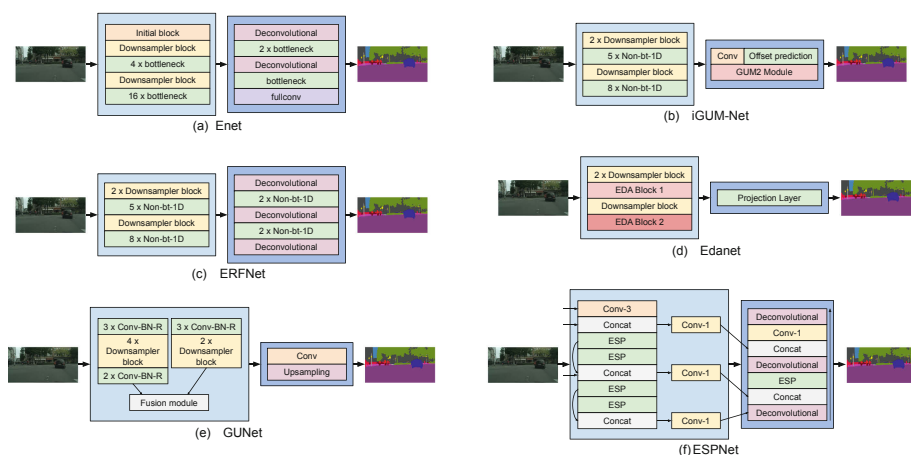 Initial block
Downsampler block
4 x bottleneck
Downsampler block
16 x bottleneck
Deconvolutional
2 x bottleneck
Deconvolutional
bottleneck
fullconv
(a) Enet
2 x Downsampler block
5 x Non-bt-1D
Downsampler block
8 x Non-bt-1D
Conv
Offset prediction
GUM2 Module
(b) iGUM-Net
2 x Downsampler block
5 x Non-bt-1D
Downsampler block
8 x Non-bt-1D
Deconvolutional
2 x Non-bt-1D
Deconvolutional
2 x Non-bt-1D
Deconvolutional
(c) ERFNet
2 x Downsampler block
EDA Block 1
Downsampler block
EDA Block 2
Projection Layer
(d) Edanet
3 x Conv-BN-R
4 x
Downsampler
block
2 x Conv-BN-R
3 x Conv-BN-R
2 x
Downsampler
block
Fusion module
Conv
Upsampling
(e) GUNet
Conv-3
Concat
ESP
ESP
Concat
ESP
ESP
Concat
Conv-1
Conv-1
Conv-1
Deconvolutional
Conv-1
Concat
Deconvolutional
ESP
Concat
Deconvolutional
(f) ESPNet